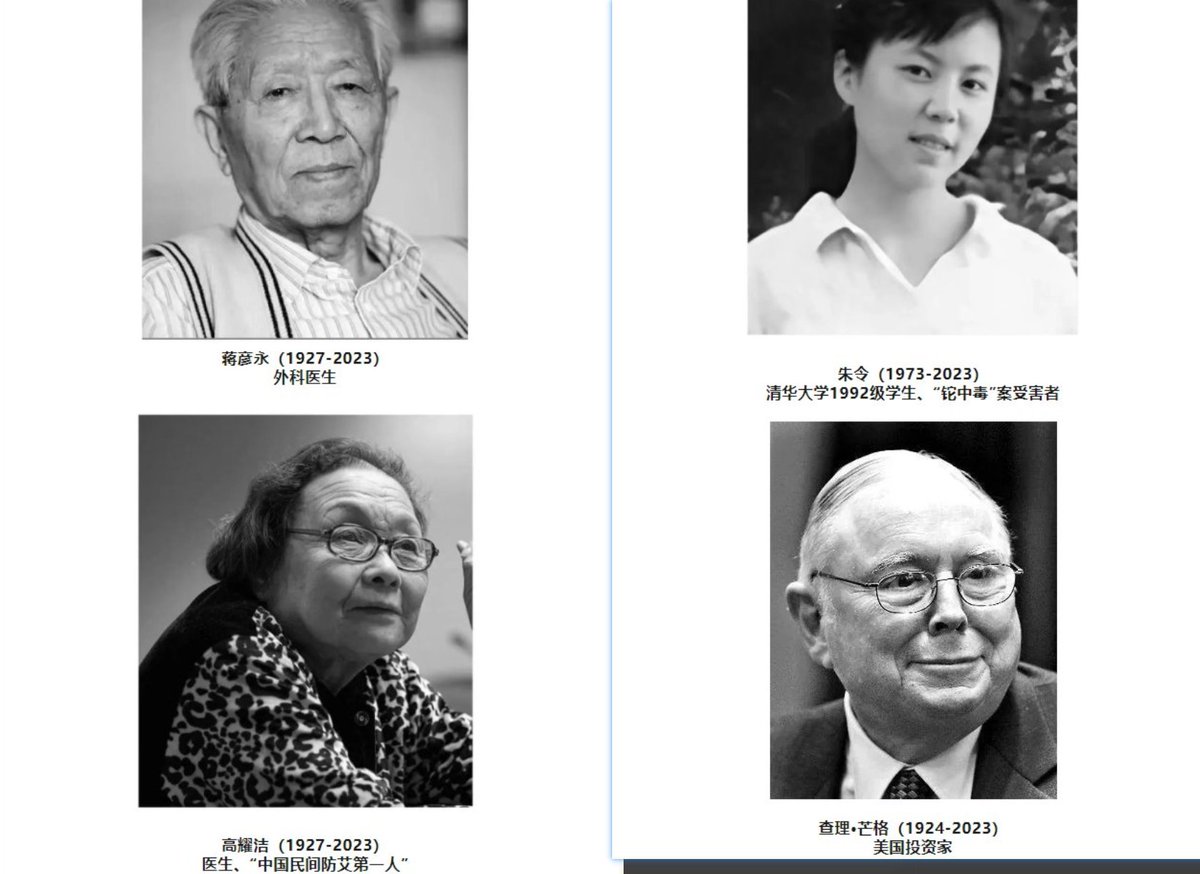 蒋彦永（1927-2023）
外科医生
高耀洁（1927-2023）
医生、“中国民间防艾第一人”
朱令（1973-2023）
清华大学1992级学生、“铊中毒”案受害者
查理•芒格（1924-2023）
美国投资家